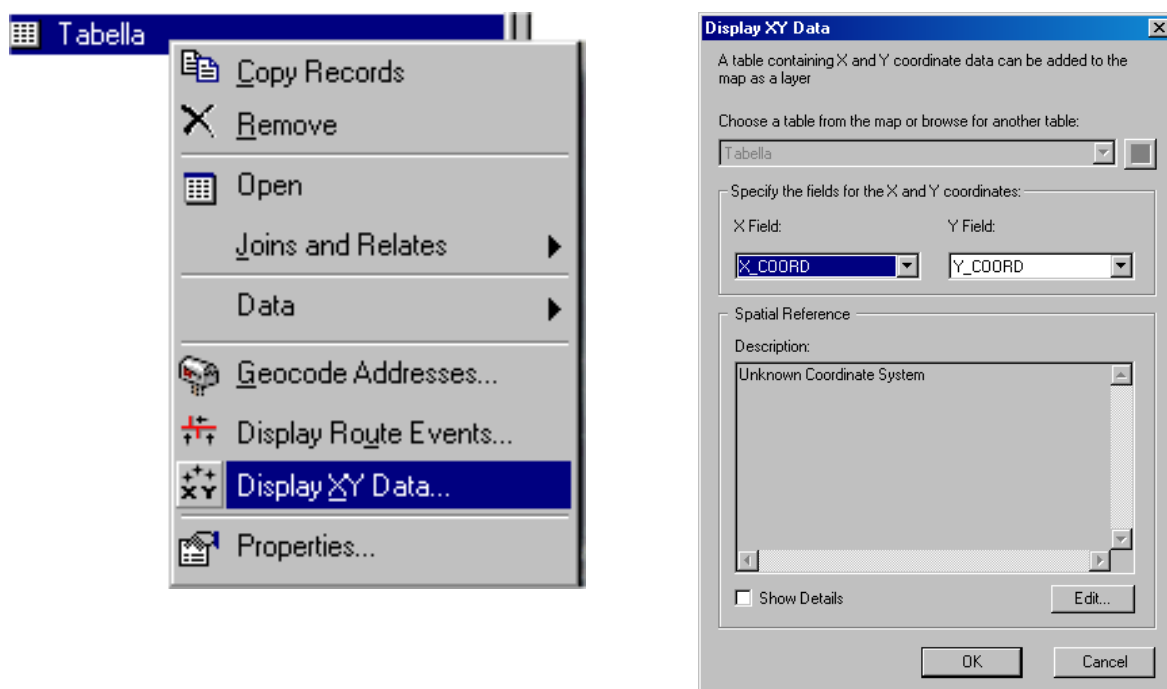 Tabella
Copy Records
Remove
Open
Joins and Relates
Data
Geocode Addresses...
Display Route Events...
Display XY Data...
Properties...
Display XY Data
A table containing X and Y coordinate data can be added to the
map as a layer
Choose a table from the map or browse for another table:
Tabella
Specify the fields for the X and Y coordinates:
X Field: Y Field:
X_COORD Y_COORD
Spatial Reference
Description:
Unknown Coordinate System
Show Details Edit...
OK Cancel